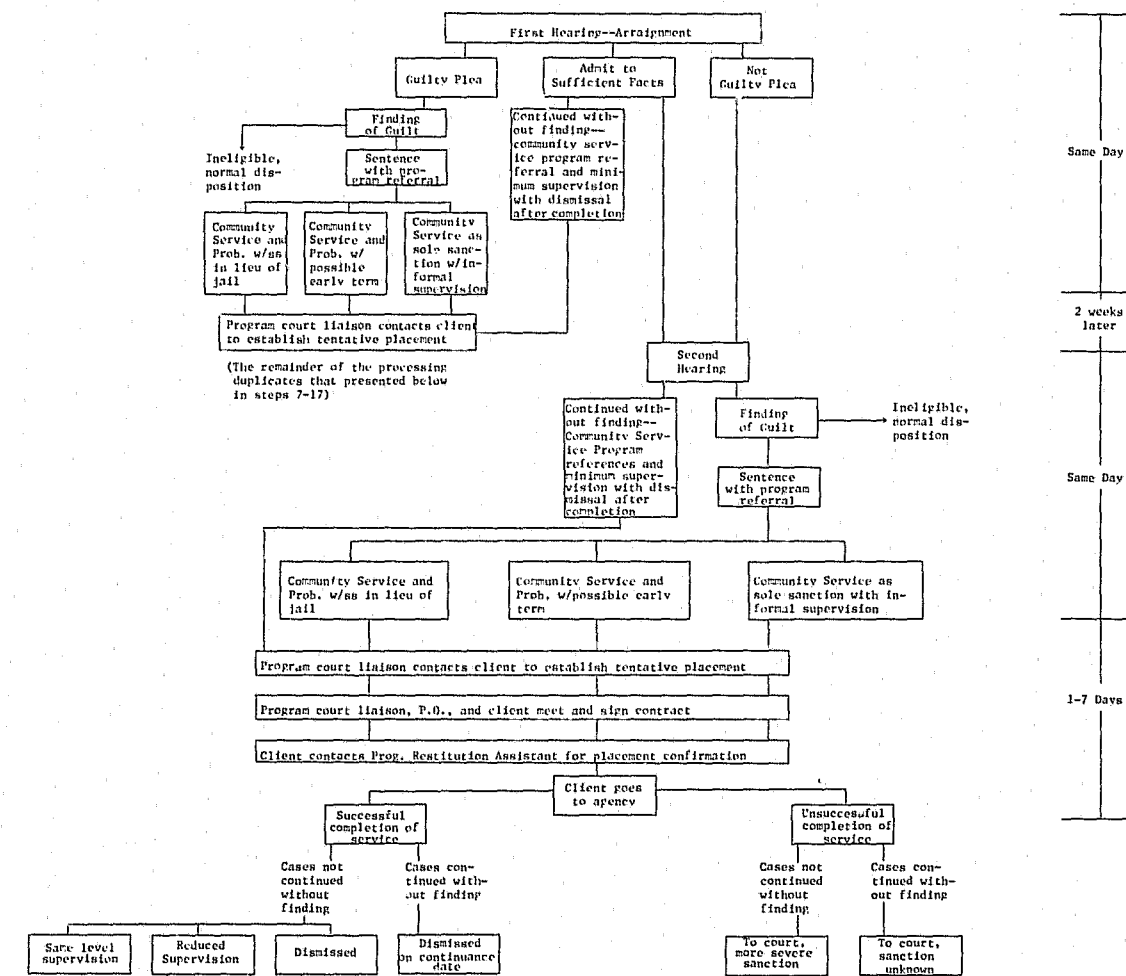 First Hearing--Arraignment
Guilty Plea
Admit to
Sufficient Facts
Not
Guilty Plea
Finding
of Guilt
Continued with-
out finding--
community serv-
ice program re-
ferral and mini-
mum supervision
with dismissal
after completion
Ineligible,
normal dis-
position
Sentence
with pro-
gram referral
Same Day
Community
Service and
Prob. w/ss
in lieu of
jail
Community
Service and
Prob. w/
possible
early term
Community
Service as
sole sanc-
tion w/in-
formal
supervision
Program court liaison contacts client
to establish tentative placement
2 weeks
later
(The remainder of the processing
duplicates that presented below
in steps 7-17)
Second
Hearing
Continued with-
out finding--
Community Serv-
ice Program
references and
minimum super-
vision with dis-
missal after
completion
Finding
of Guilt
Ineligible,
normal dis-
position
Sentence
with program
referral
Same Day
Community Service and
Prob. w/ss in lieu of
jail
Community Service and
Prob, w/possible early
term
Community Service as
sole sanction with in-
formal supervision
Program court liaison contacts client to establish tentative placement
Program court liaison, P.O., and client meet and sign contract
1-7 Days
Client contacts Prog. Restitution Assistant for placement confirmation
Client goes
to agency
Successful
completion of
service
Unsuccessful
completion of
service
Cases not
continued
without
finding
Cases con-
tinued with-
out finding
Cases not
continued
without
finding
Cases con-
tinued with-
out finding
Same level
supervision
Reduced
Supervision
Dismissed
Dismissed
on continuance
date
To court,
more severe
sanction
To court,
sanction
unknown